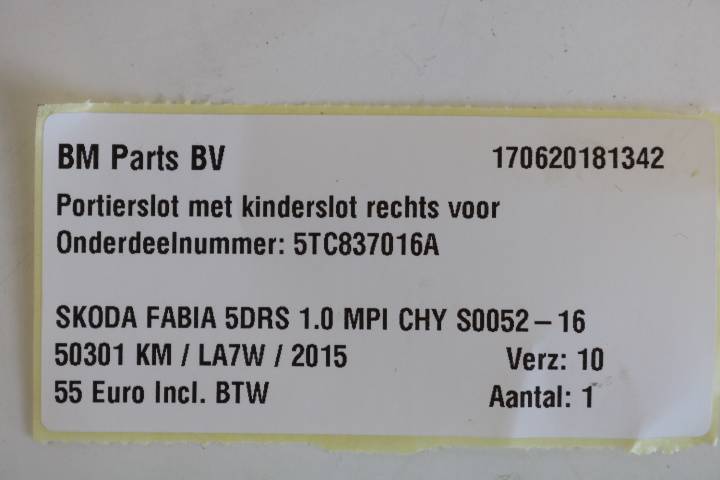 BM Parts BV 170620181342
Portierslot met kinderslot rechts voor
Onderdeelnummer: 5TC837016A
SKODA FABIA 5DRS 1.0 MPI CHY S0052-16
50301 KM / LA7W / 2015 Verz: 10
55 Euro Incl. BTW Aantal: 1